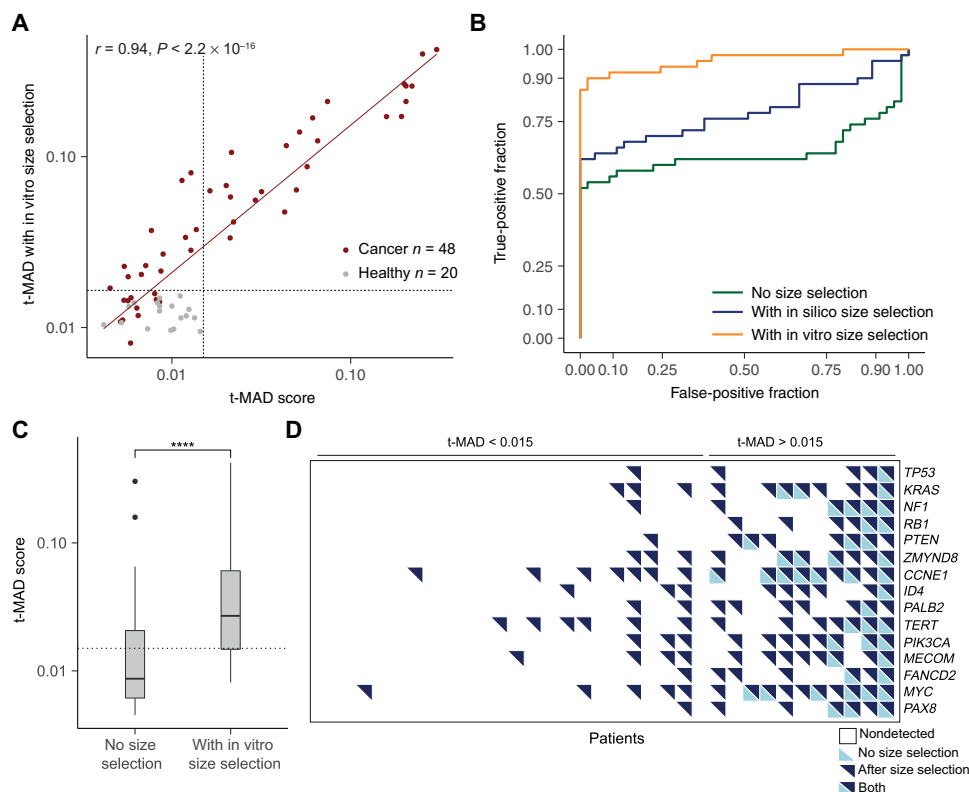 A
r = 0.94, P < 2.2 × 10⁻¹⁶
t-MAD with in vitro size selection
0.10
0.01
Cancer n = 48
Healthy n = 20
0.01
0.10
t-MAD score
B
True-positive fraction
1.00
0.90
0.75
0.50
0.25
0.10
0.00
No size selection
With in silico size selection
With in vitro size selection
0.00 0.10 0.25 0.50 0.75 0.90 1.00
False-positive fraction
C
****
t-MAD score
0.10
0.01
No size
selection
With in vitro
size selection
D
t-MAD < 0.015
t-MAD > 0.015
TP53
KRAS
NF1
RB1
PTEN
ZMYND8
CCNE1
ID4
PALB2
TERT
PIK3CA
MECOM
FANCD2
MYC
PAX8
Patients
Nondetected
No size selection
After size selection
Both